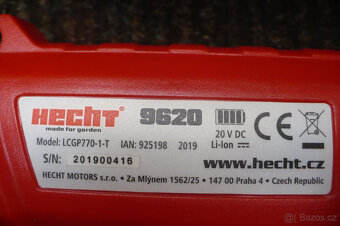 HECHT 9620
made for garden
20 V DC
Model: LCGP770-1-T IAN: 925198 2019 Li-Ion
S/N: 201900416
www.hecht.cz
HECHT MOTORS s.r.o. • Za Mlýnem 1562/25 • 147 00 Praha 4 • Czech Republic
Sbazar.cz